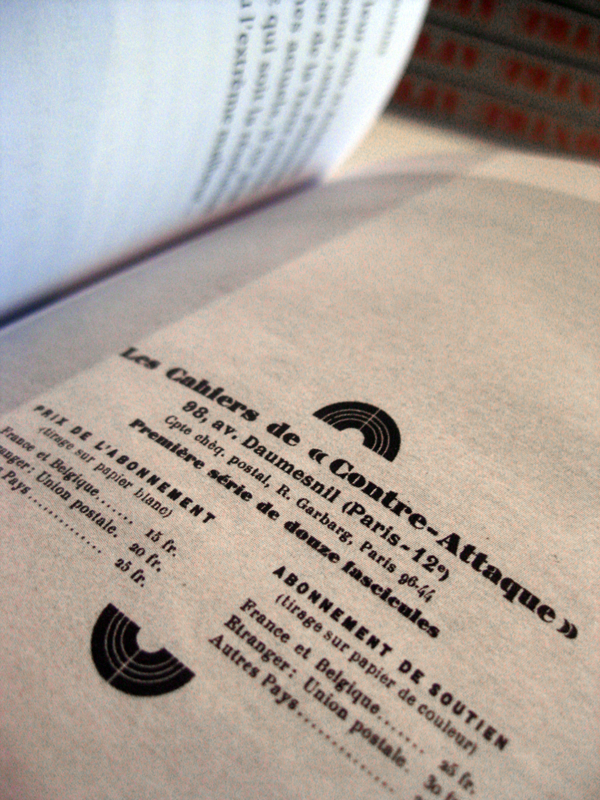 Les Cahiers de « Contre-Attaque »
98, av. Daumesnil (Paris-12e)
Cpte chèq. postal, R. Garbarg, Paris 96-44
Première série de douze fascicules
PRIX DE L'ABONNEMENT
(tirage sur papier blanc)
France et Belgique....... 15 fr.
anger: Union postale. 20 fr.
Pays............. 25 fr.
ABONNEMENT DE SOUTIEN
(tirage sur papier de couleur)
France et Belgique....... 25 fr.
Etranger: Union postale. 30 fr.
Autres Pays.............